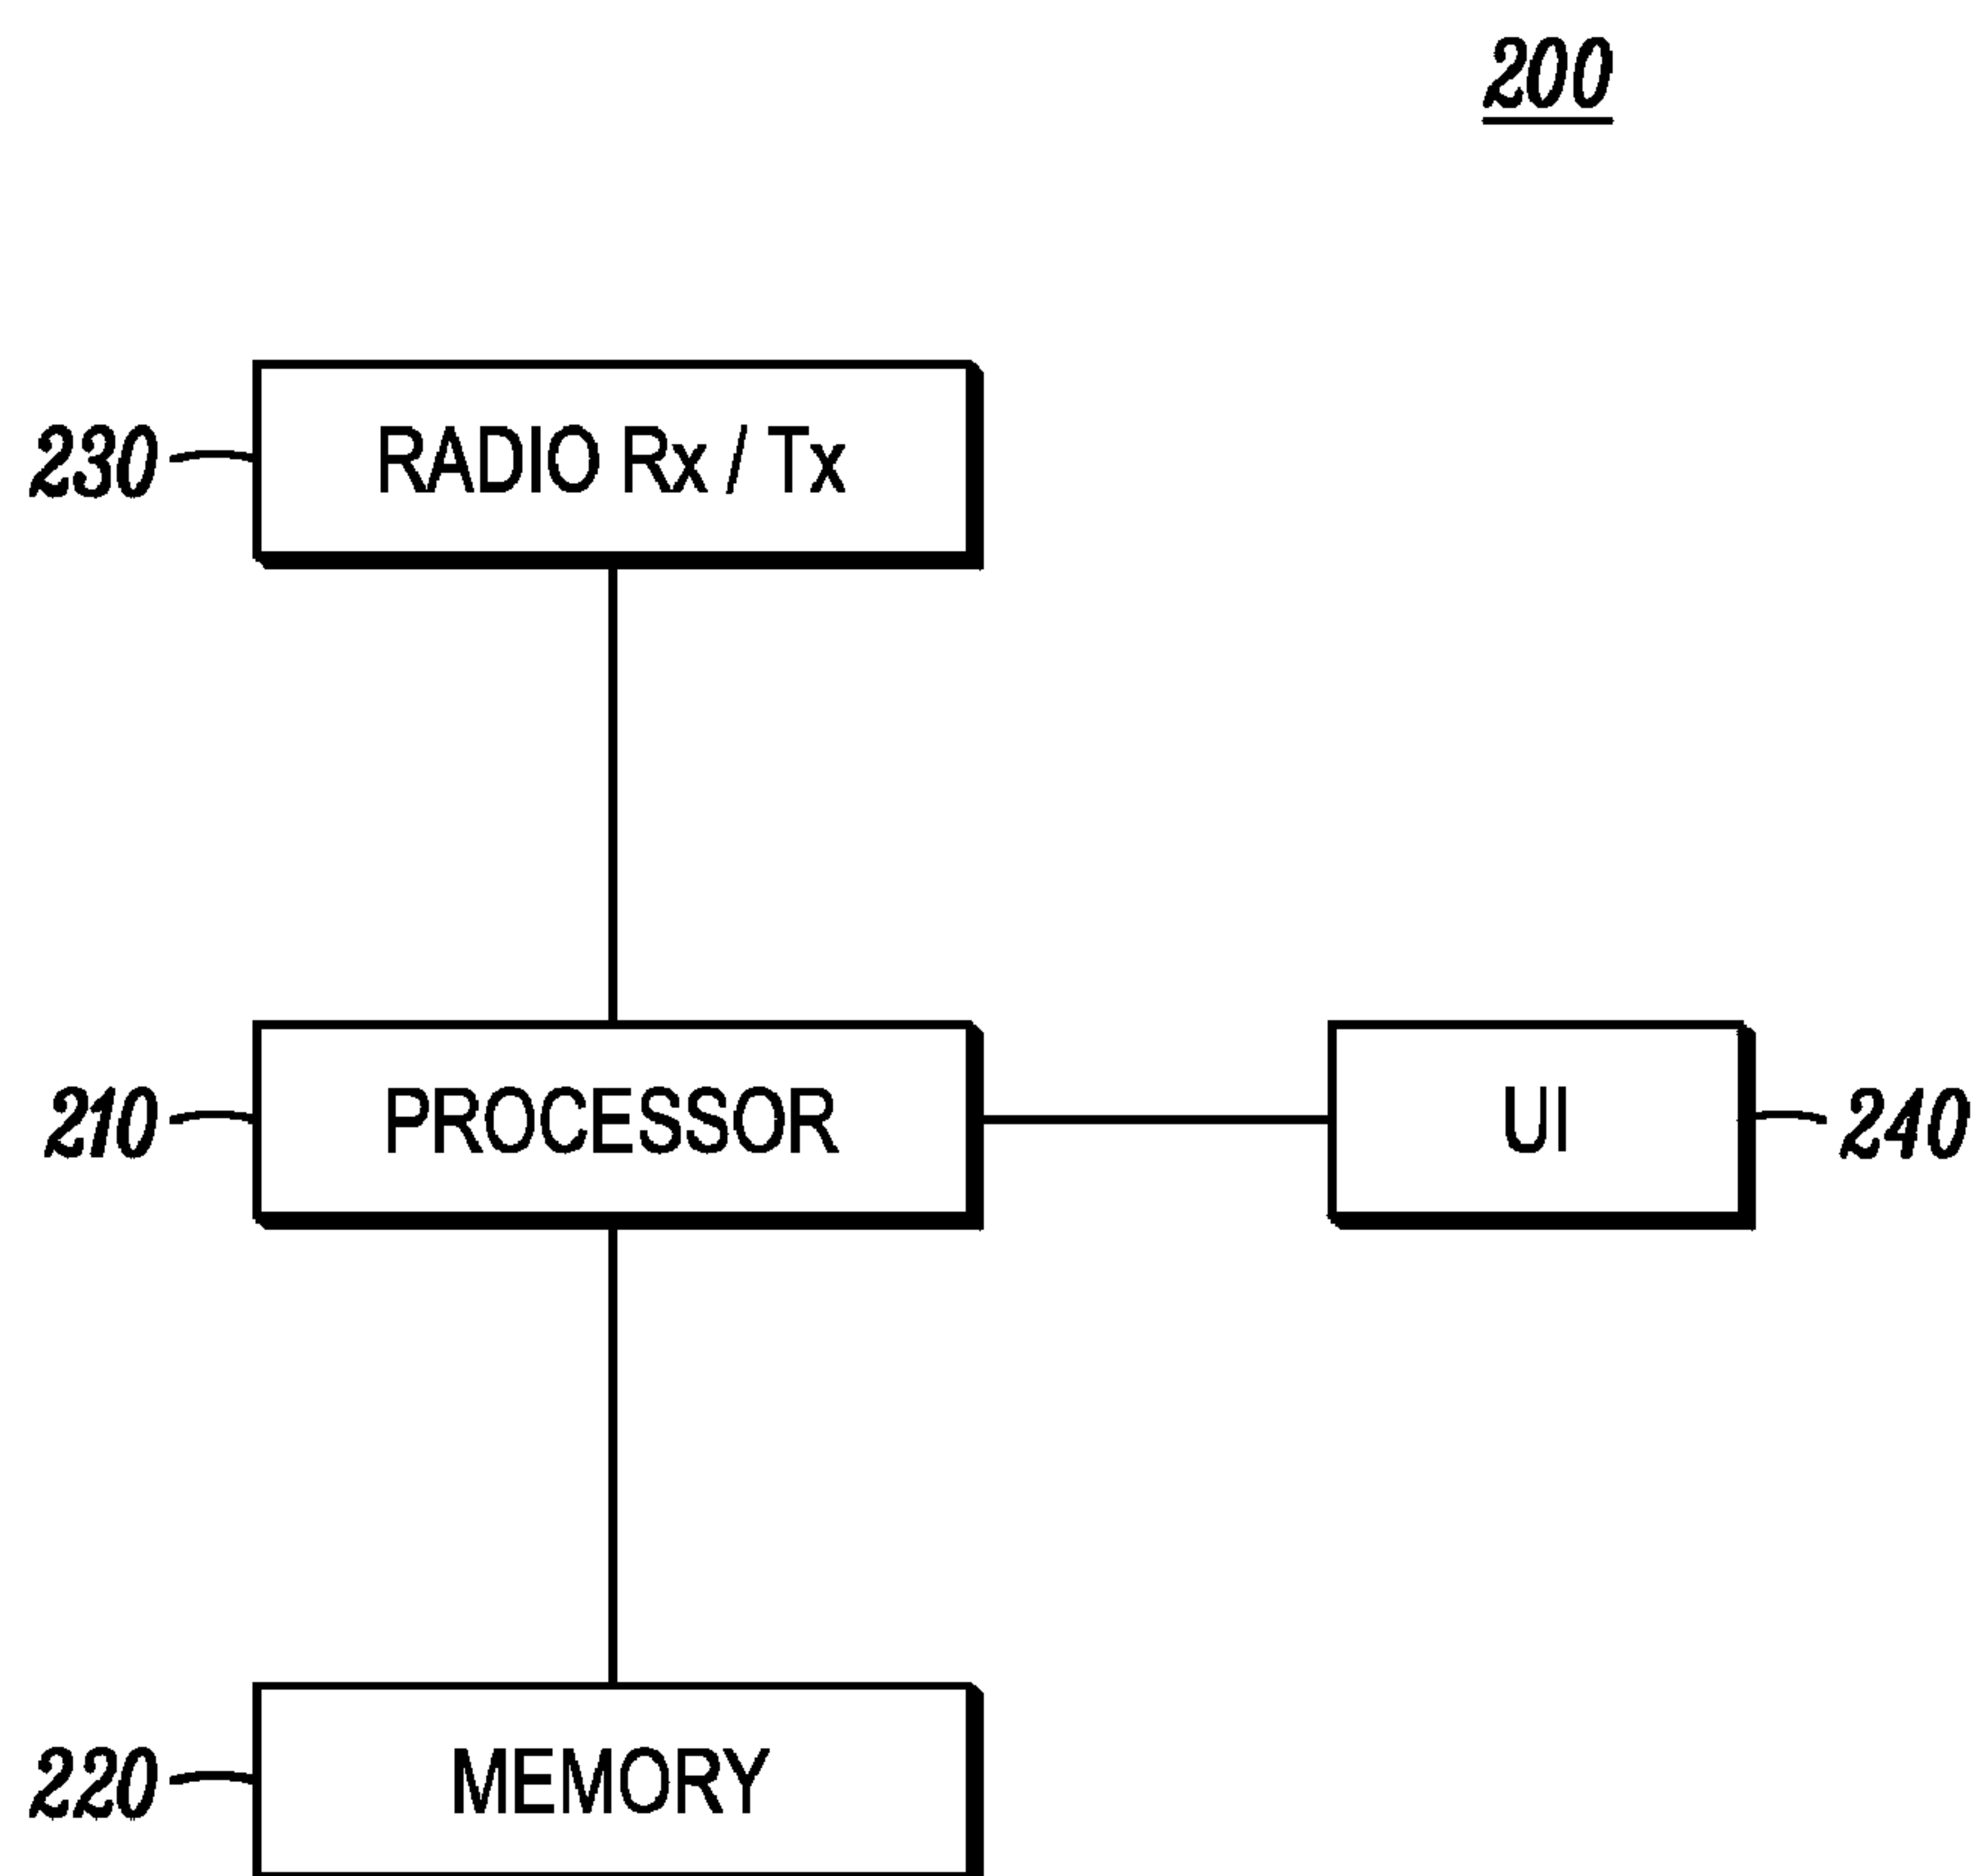 200
230
RADIO Rx / Tx
210
PROCESSOR
UI
240
220
MEMORY